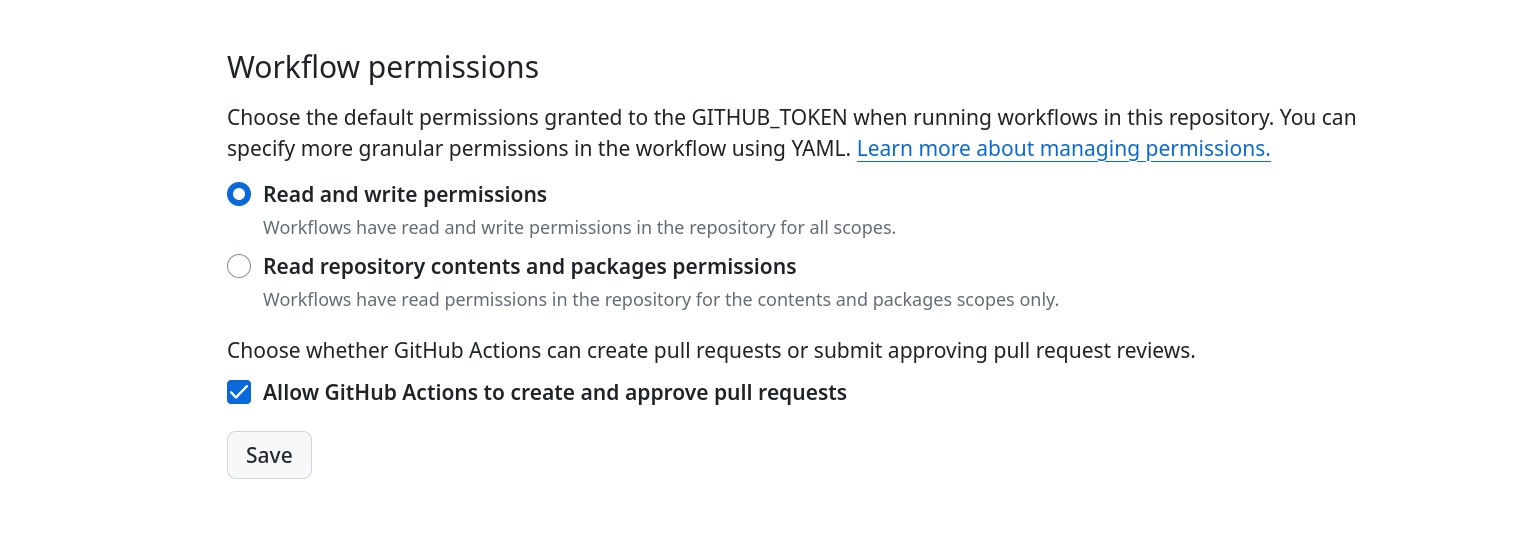 Workflow permissions
Choose the default permissions granted to the GITHUB_TOKEN when running workflows in this repository. You can
specify more granular permissions in the workflow using YAML. Learn more about managing permissions.
Read and write permissions
Workflows have read and write permissions in the repository for all scopes.
Read repository contents and packages permissions
Workflows have read permissions in the repository for the contents and packages scopes only.
Choose whether GitHub Actions can create pull requests or submit approving pull request reviews.
Allow GitHub Actions to create and approve pull requests
Save